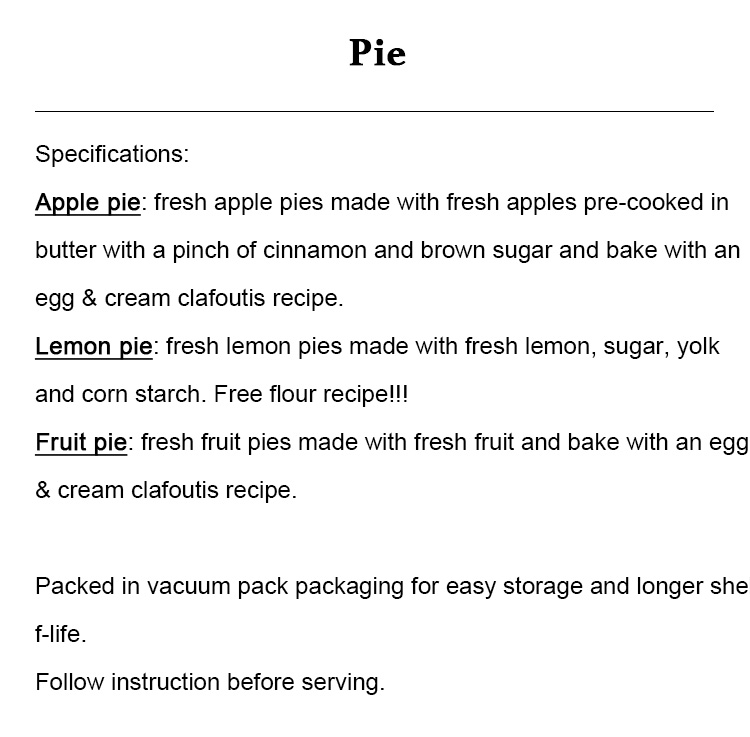 Pie
Specifications:
Apple pie: fresh apple pies made with fresh apples pre-cooked in
butter with a pinch of cinnamon and brown sugar and bake with an
egg & cream clafoutis recipe.
Lemon pie: fresh lemon pies made with fresh lemon, sugar, yolk
and corn starch. Free flour recipe!!!
Fruit pie: fresh fruit pies made with fresh fruit and bake with an egg
& cream clafoutis recipe.
Packed in vacuum pack packaging for easy storage and longer she
f-life.
Follow instruction before serving.